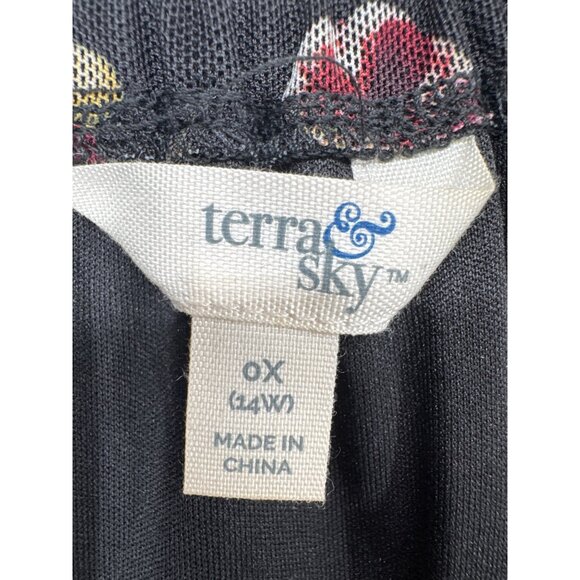 terra&
sky™
0X
(14W)
MADE IN
CHINA